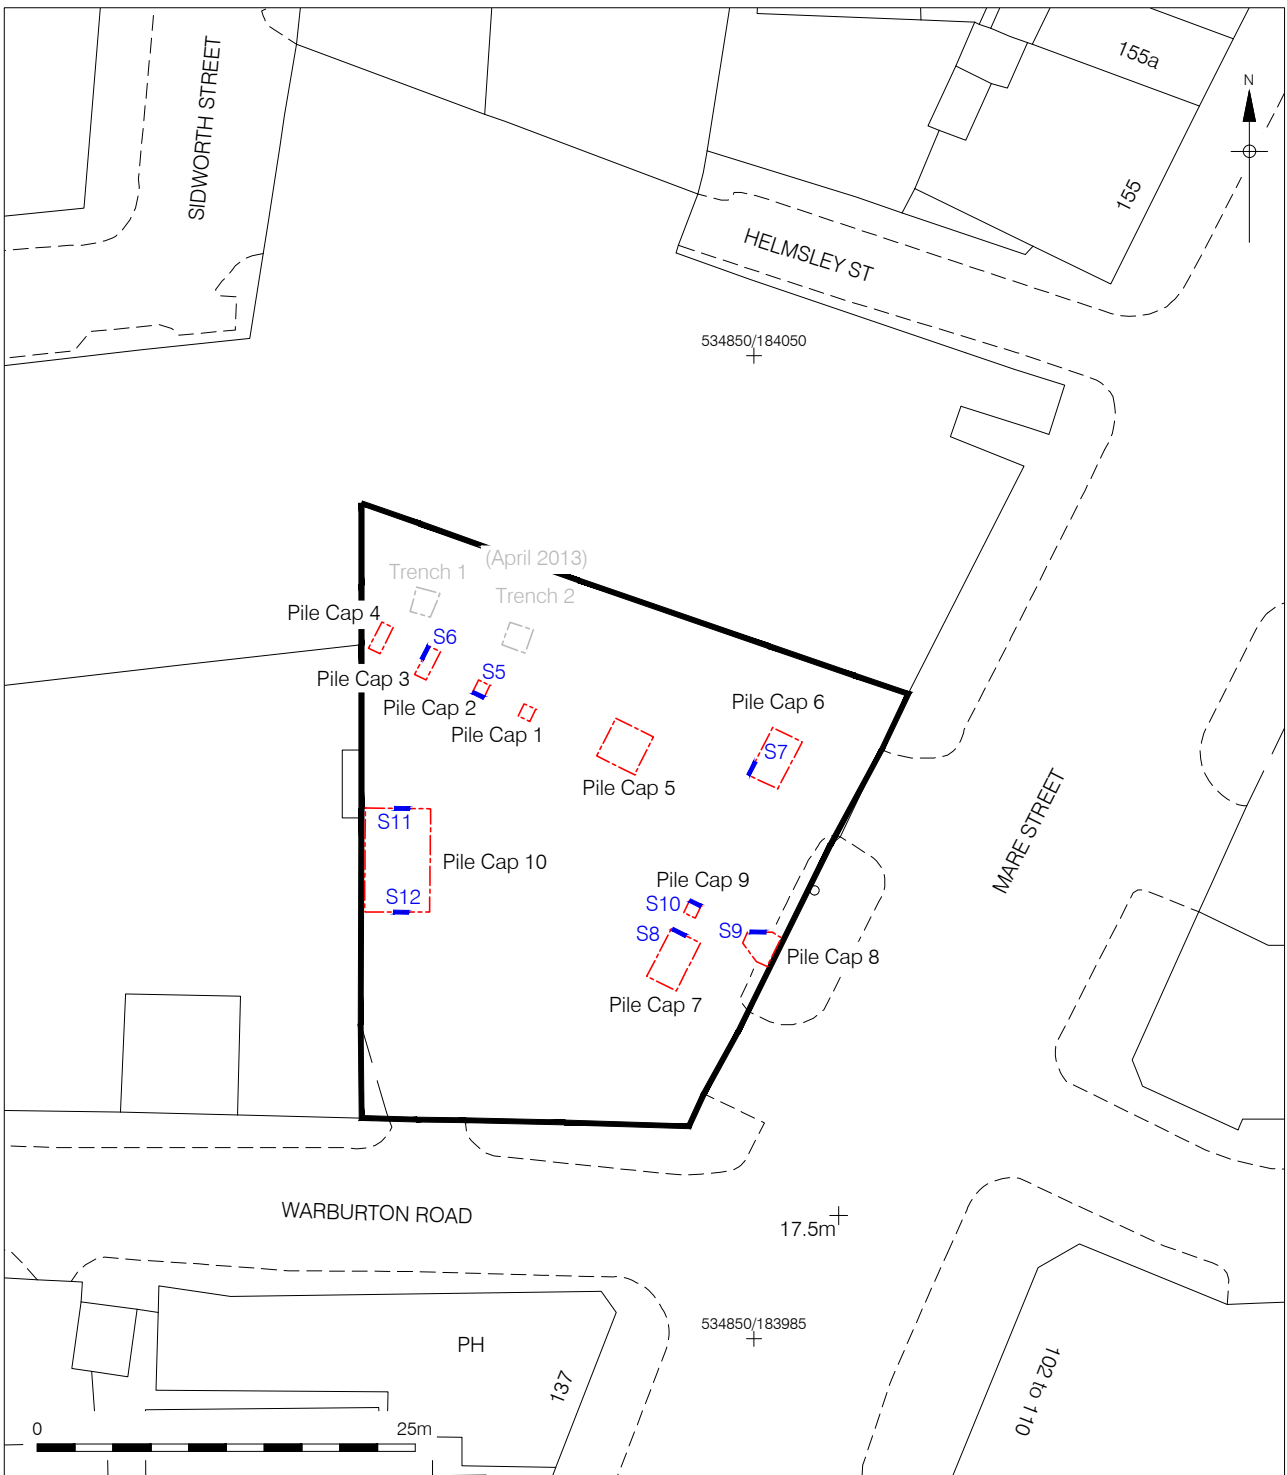 155a
N
SIDWORTH STREET
155
HELMSLEY ST
534850/184050
(April 2013)
Trench 1
Trench 2
Pile Cap 4
S6
Pile Cap 3
S5
Pile Cap 2
Pile Cap 1
Pile Cap 6
S7
Pile Cap 5
MARE STREET
S11
Pile Cap 10
S12
Pile Cap 9
S10
S8
S9
Pile Cap 8
Pile Cap 7
WARBURTON ROAD
17.5m
534850/183985
PH
137
102 to 110
0
25m